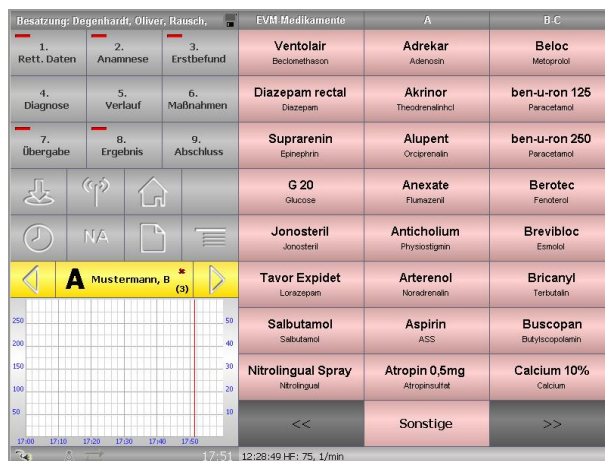 Besatzung: Degenhardt, Oliver, Rausch,
EVM-Medikamente
A
B-C
1.
Rett. Daten
2.
Anamnese
3.
Erstbefund
4.
Diagnose
5.
Verlauf
6.
Maßnahmen
7.
Übergabe
8.
Ergebnis
9.
Abschluss
NA
A Mustermann, B
(3)
250
200
150
100
50
50
40
30
20
10
17:00 17:10 17:20 17:30 17:40 17:50
17:51
Ventolair
Beclomethason
Adrekar
Adenosin
Beloc
Metoprolol
Diazepam rectal
Diazepam
Akrinor
Theodrenalinhcl
ben-u-ron 125
Paracetamol
Suprarenin
Epinephrin
Alupent
Orciprenalin
ben-u-ron 250
Paracetamol
G 20
Glucose
Anexate
Flumazenil
Berotec
Fenoterol
Jonosteril
Jonosteril
Anticholium
Physiostigmin
Brevibloc
Esmolol
Tavor Expidet
Lorazepam
Arterenol
Noradrenalin
Bricanyl
Terbutalin
Salbutamol
Salbutamol
Aspirin
ASS
Buscopan
Butylscopolamin
Nitrolingual Spray
Nitrolingual
Atropin 0,5mg
Atropinsulfat
Calcium 10%
Calcium
<<
Sonstige
>>
12:28:49 HF: 75, 1/min